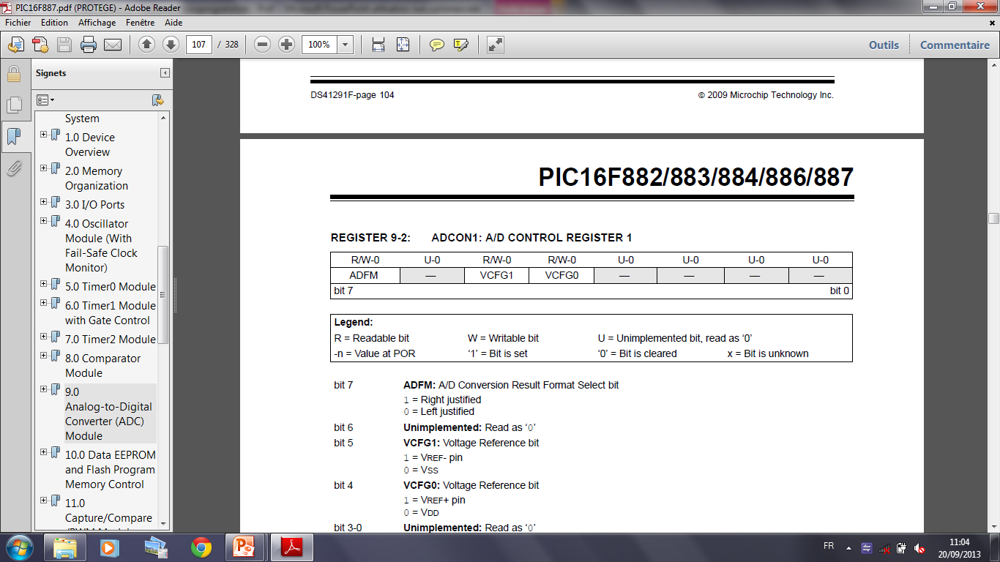 PIC16F887.pdf (PROTEGE) - Adobe Reader
Fichier Edition Affichage Fenêtre Aide
107 / 328 100% Outils Commentaire
Signets
System
1.0 Device
Overview
2.0 Memory
Organization
3.0 I/O Ports
4.0 Oscillator
Module (With
Fail-Safe Clock
Monitor)
5.0 Timer0 Module
6.0 Timer1 Module
with Gate Control
7.0 Timer2 Module
8.0 Comparator
Module
9.0
Analog-to-Digital
Converter (ADC)
Module
10.0 Data EEPROM
and Flash Program
Memory Control
11.0
Capture/Compare
DS41291F-page 104 © 2009 Microchip Technology Inc.
PIC16F882/883/884/886/887
REGISTER 9-2: ADCON1: A/D CONTROL REGISTER 1
R/W-0 U-0 R/W-0 R/W-0 U-0 U-0 U-0 U-0
ADFM — VCFG1 VCFG0 — — — —
bit 7 bit 0
Legend:
R = Readable bit W = Writable bit U = Unimplemented bit, read as ‘0’
-n = Value at POR ‘1’ = Bit is set ‘0’ = Bit is cleared x = Bit is unknown
bit 7 ADFM: A/D Conversion Result Format Select bit
1 = Right justified
0 = Left justified
bit 6 Unimplemented: Read as ‘0’
bit 5 VCFG1: Voltage Reference bit
1 = VREF- pin
0 = VSS
bit 4 VCFG0: Voltage Reference bit
1 = VREF+ pin
0 = VDD
bit 3-0 Unimplemented: Read as ‘0’
FR 11:04
20/09/2013